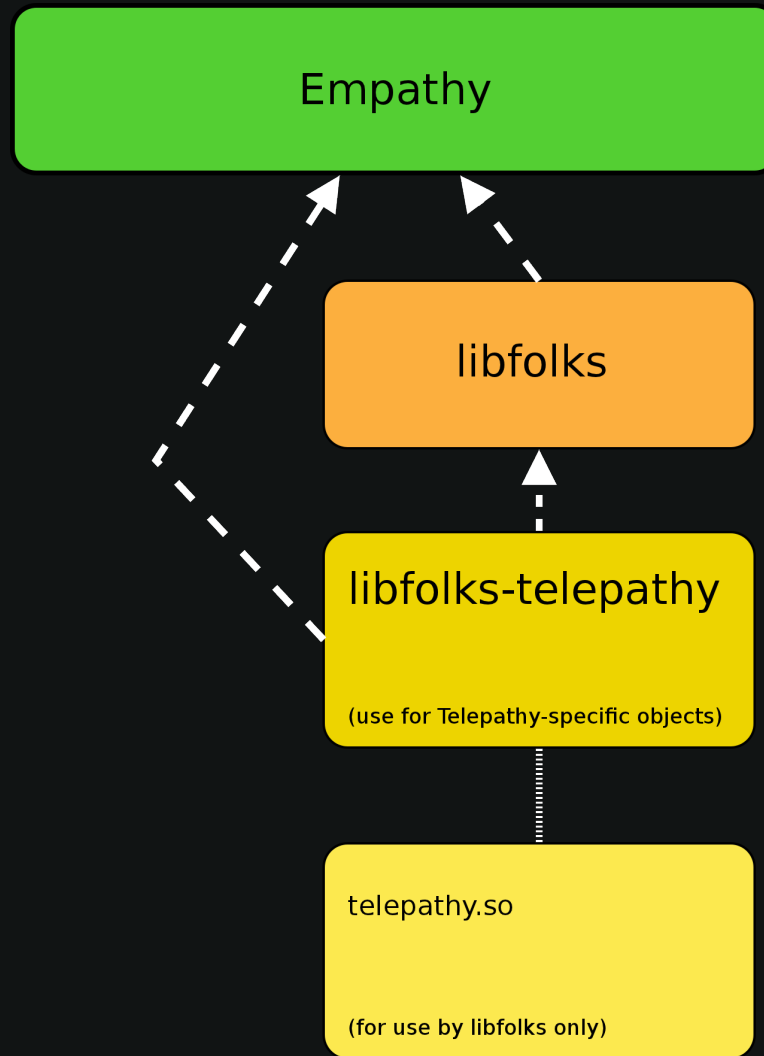 Empathy
libfolks
libfolks-telepathy
(use for Telepathy-specific objects)
telepathy.so
(for use by libfolks only)